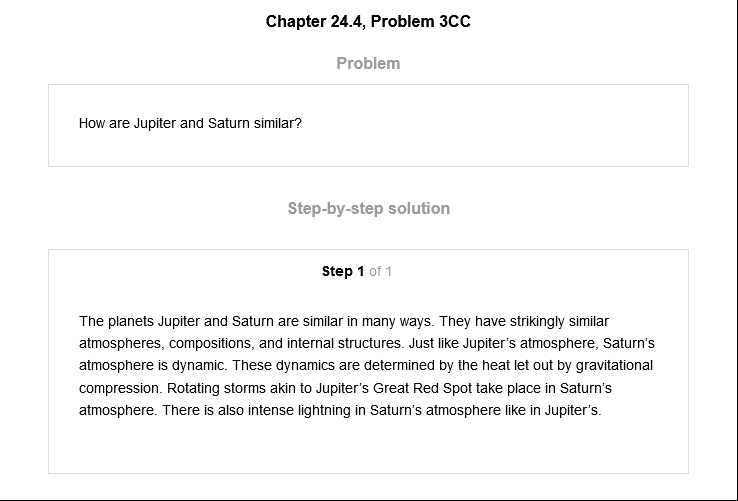 Chapter 24.4, Problem 3CC
Problem
How are Jupiter and Saturn similar?
Step-by-step solution
Step 1 of 1
The planets Jupiter and Saturn are similar in many ways. They have strikingly similar
atmospheres, compositions, and internal structures. Just like Jupiter’s atmosphere, Saturn’s
atmosphere is dynamic. These dynamics are determined by the heat let out by gravitational
compression. Rotating storms akin to Jupiter’s Great Red Spot take place in Saturn’s
atmosphere. There is also intense lightning in Saturn’s atmosphere like in Jupiter’s.